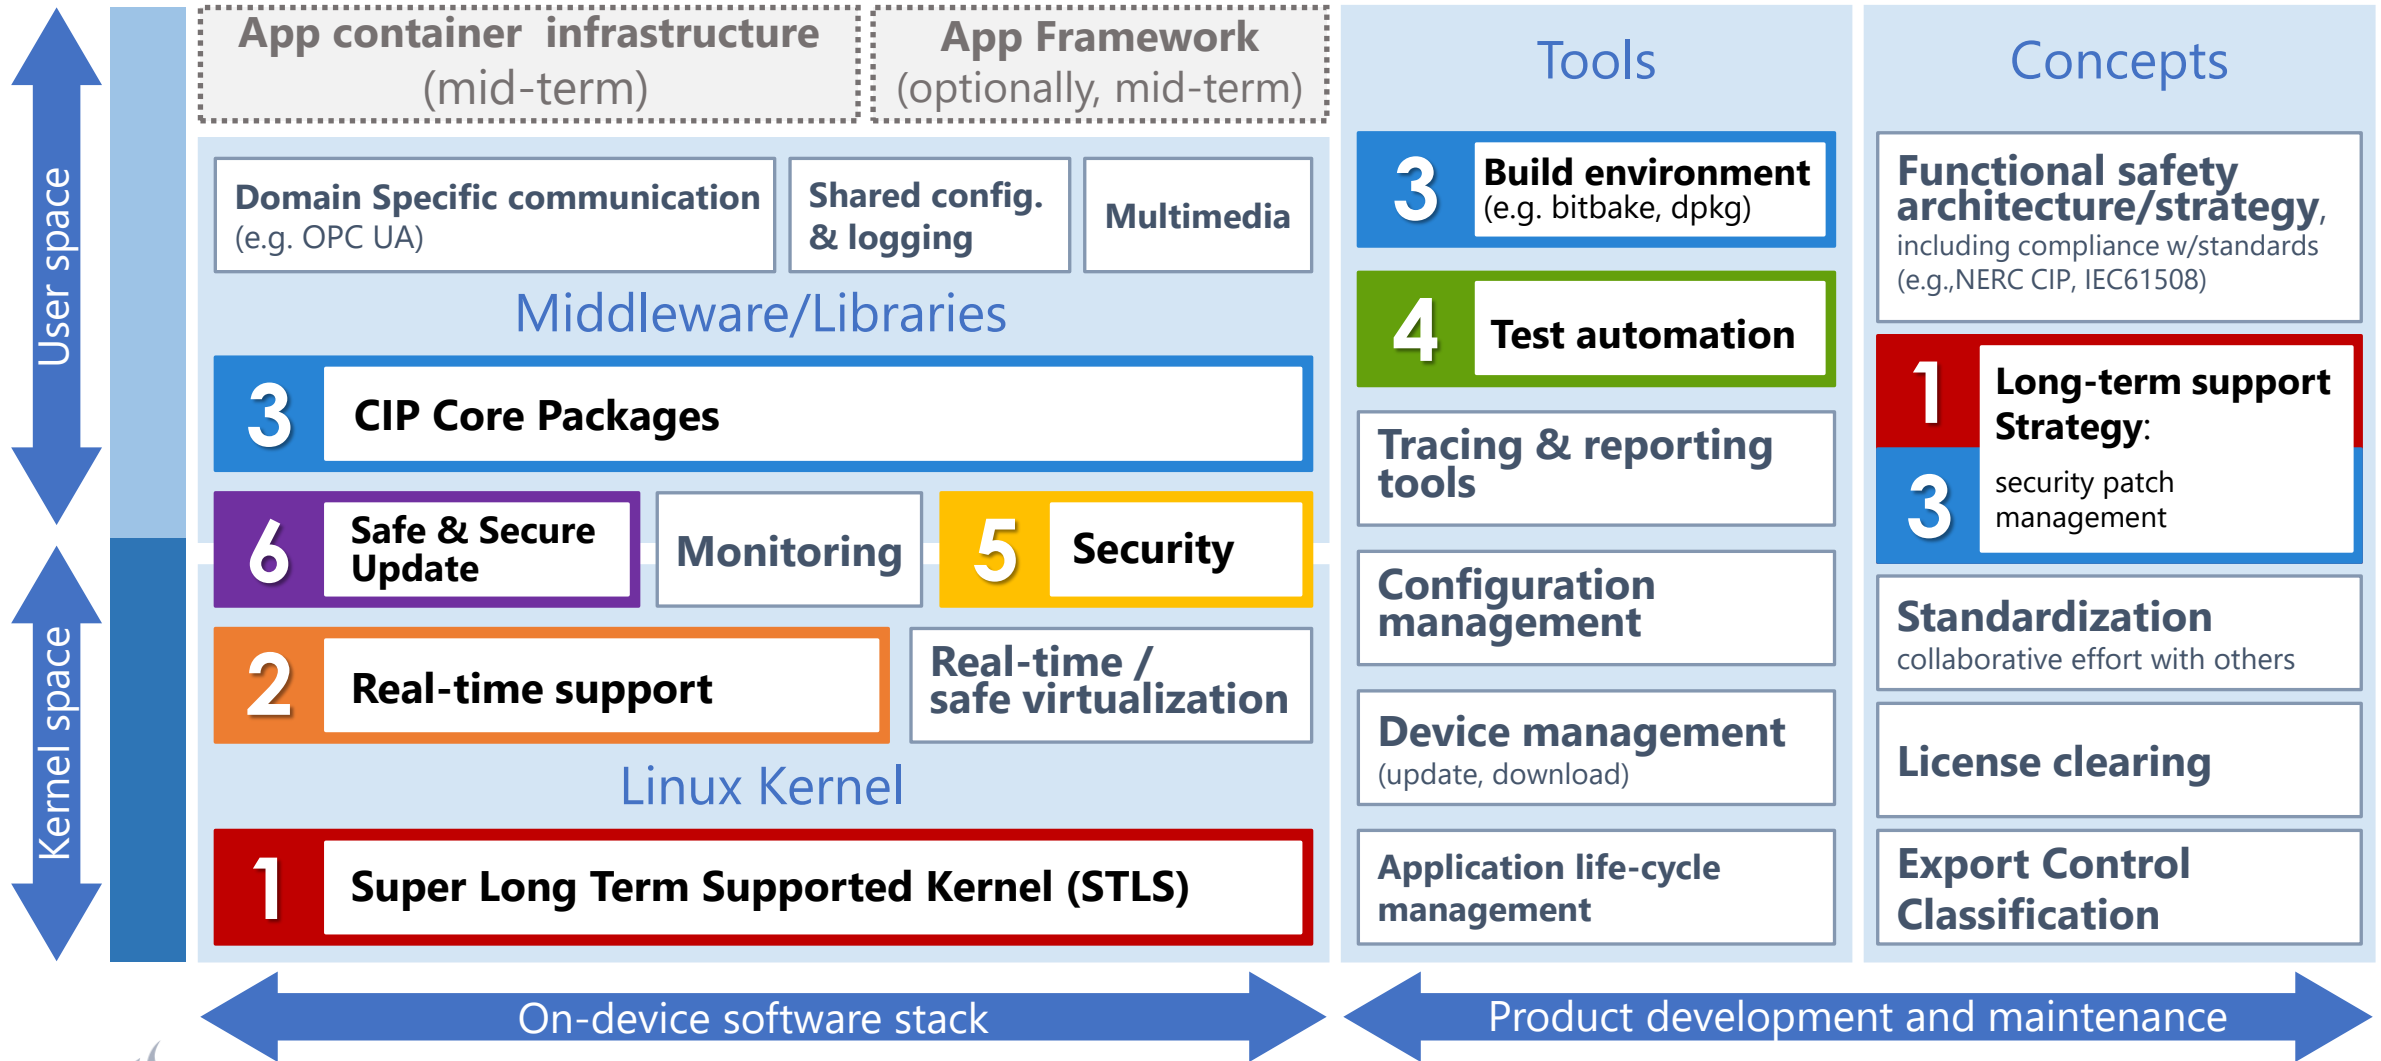 App container infrastructure
(mid-term)
App Framework
(optionally, mid-term)
Tools
Concepts
User space
Kernel space
Domain Specific communication
(e.g. OPC UA)
Shared config.
& logging
Multimedia
Middleware/Libraries
3
CIP Core Packages
6
Safe & Secure
Update
Monitoring
5
Security
2
Real-time support
Real-time /
safe virtualization
Linux Kernel
1
Super Long Term Supported Kernel (STLS)
3
Build environment
(e.g. bitbake, dpkg)
4
Test automation
Tracing & reporting
tools
Configuration
management
Device management
(update, download)
Application life-cycle
management
Functional safety
architecture/strategy,
including compliance w/standards
(e.g.,NERC CIP, IEC61508)
1
3
Long-term support
Strategy:
security patch
management
Standardization
collaborative effort with others
License clearing
Export Control
Classification
On-device software stack
Product development and maintenance